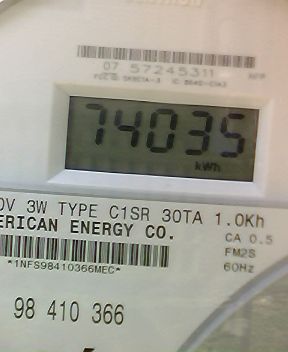 07 57245311 AFP
74035
kWh
0V 3W TYPE C1SR 30TA 1.0Kh
ERICAN ENERGY CO.
CA 0.5
FM2S
60Hz
*1NFS98410366MEC*
98 410 366